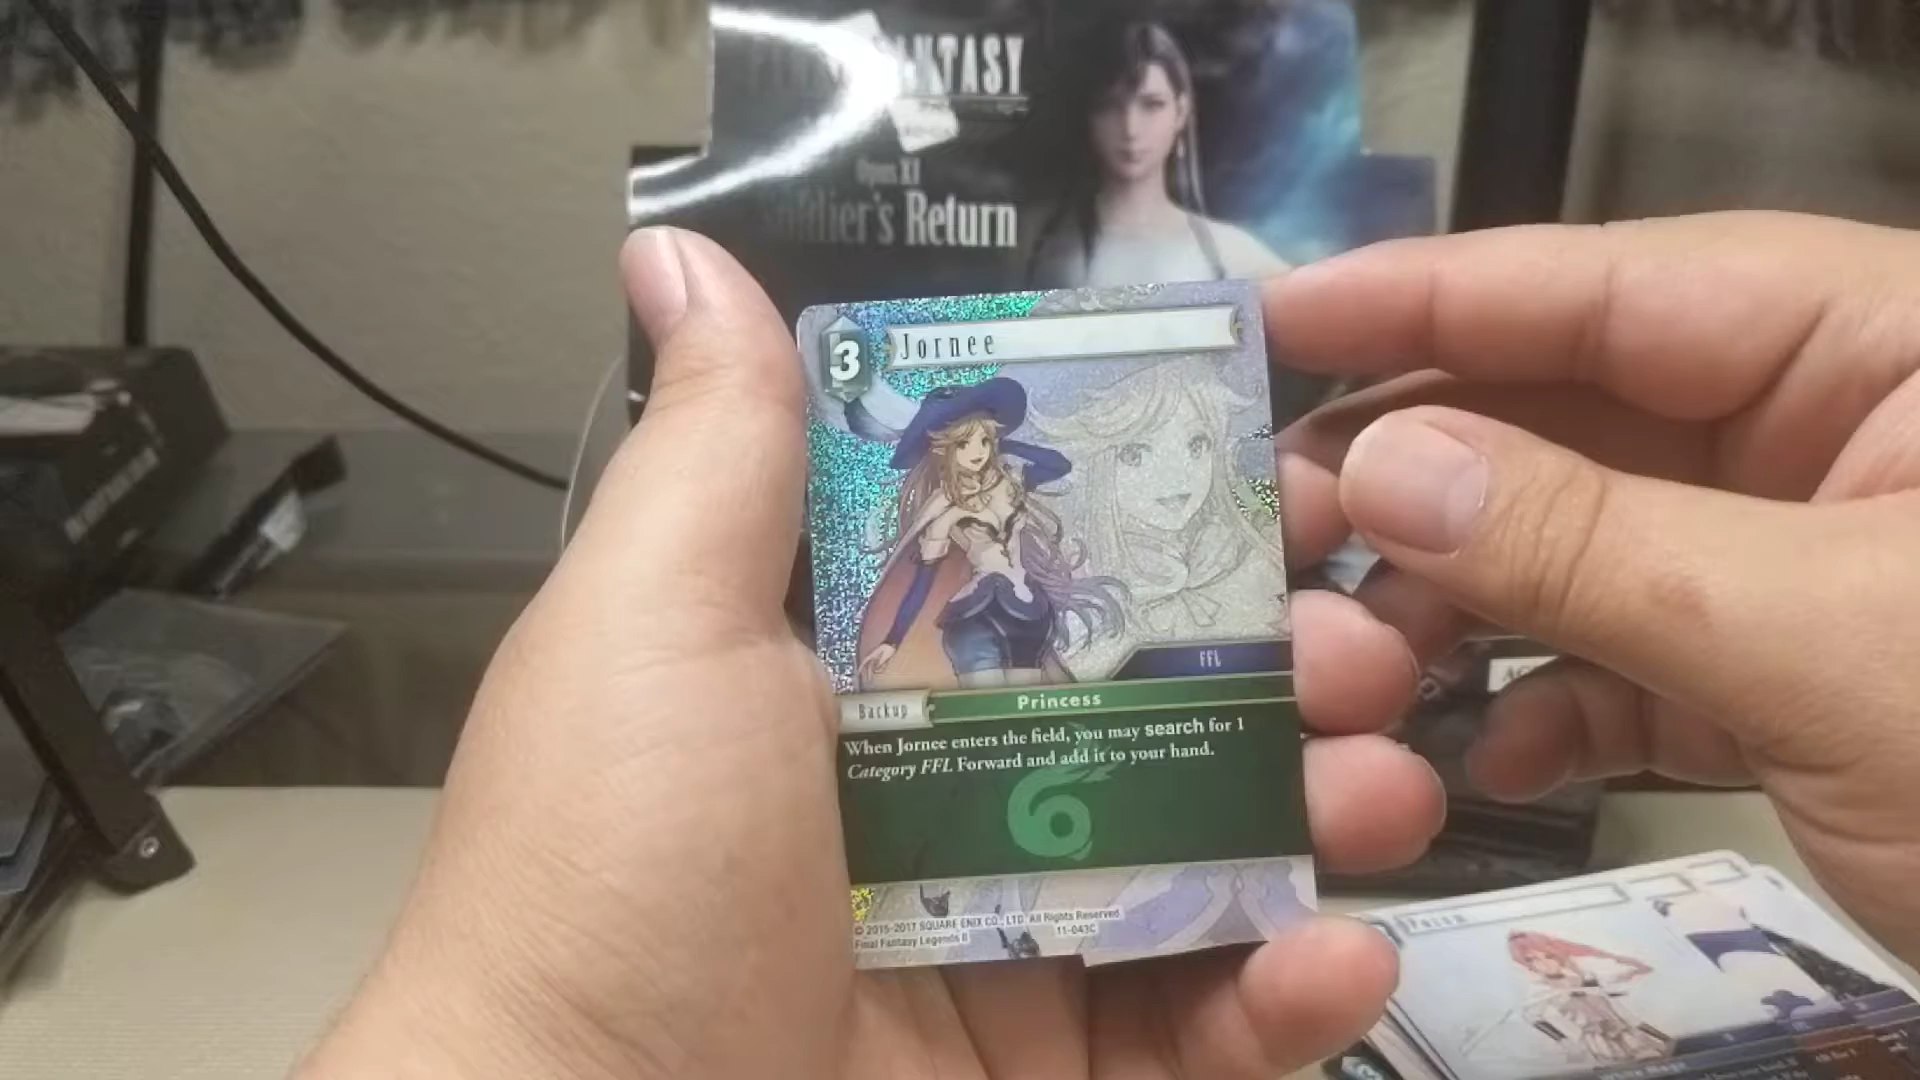 FANTASY
Opus XI
Soldier's Return
3
Jornee
FFL
Princess
Backup
When Jornee enters the field, you may search for 1
Category FFL Forward and add it to your hand.
© 2015-2017 SQUARE ENIX CO., LTD. All Rights Reserved
Final Fantasy Legends II
11-043C
White Mage